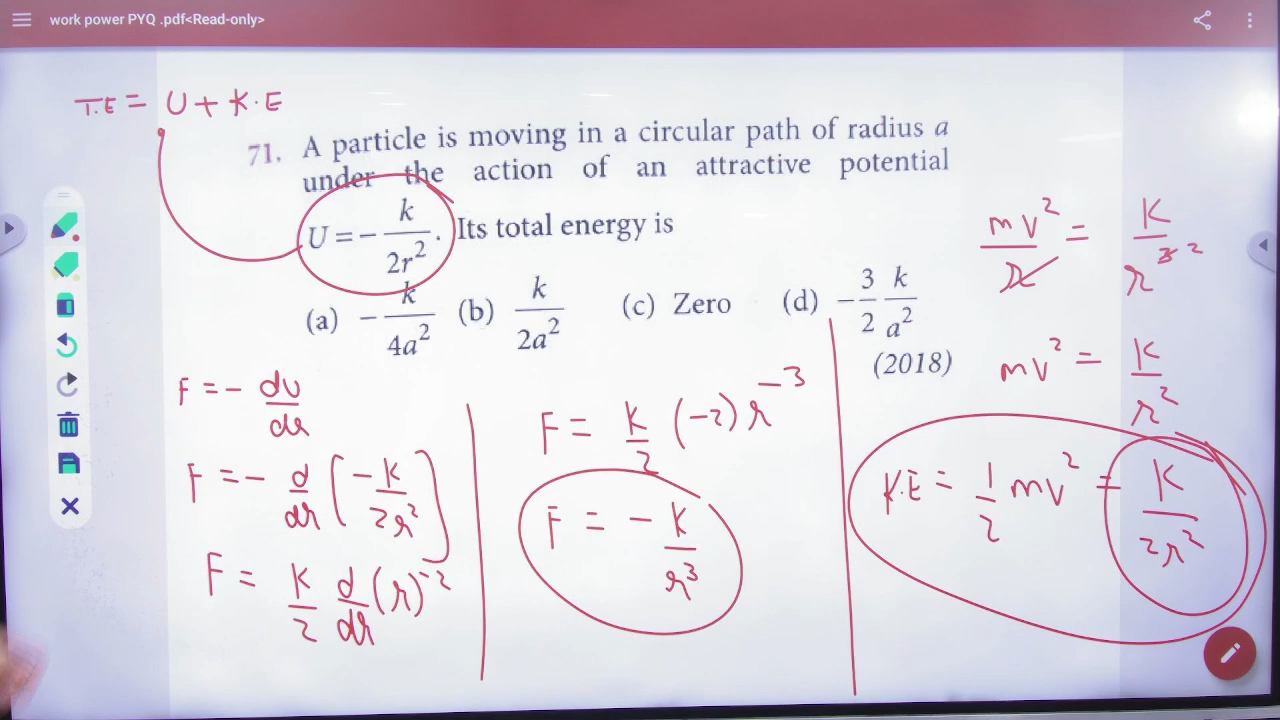 work power PYQ .pdf<Read-only>
T.E = U + K.E
71. A particle is moving in a circular path of radius a
under the action of an attractive potential
U = - k/2r². Its total energy is
(a) - k/4a² (b) k/2a² (c) Zero (d) - 3/2 k/a²
(2018)
F = - dU/dr
F = - d/dr (-K/2r²)
F = K/2 d/dr (r)⁻²
F = K/2 (-2) r⁻³
F = - K/r³
mv²/r = K/r³ ²
mv² = K/r²
K.E = 1/2 mv² = K/2r²